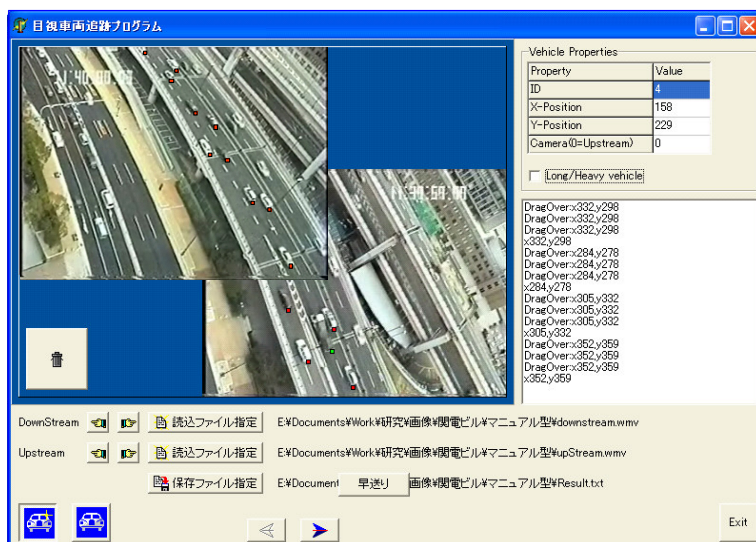 目視車両追跡プログラム
11:40:00.00
11:39:59.00
Vehicle Properties
Property Value
ID 4
X-Position 158
Y-Position 229
Camera(0=Upstream) 0
Long/Heavy vehicle
DragOver:x332,y298
DragOver:x332,y298
DragOver:x332,y298
x332,y298
DragOver:x284,y278
DragOver:x284,y278
DragOver:x284,y278
x284,y278
DragOver:x305,y332
DragOver:x305,y332
DragOver:x305,y332
x305,y332
DragOver:x352,y359
DragOver:x352,y359
DragOver:x352,y359
x352,y359
DownStream 読込ファイル指定 E:¥Documents¥Work¥研究¥画像¥関電ビル¥マニュアル型¥downstream.wmv
Upstream 読込ファイル指定 E:¥Documents¥Work¥研究¥画像¥関電ビル¥マニュアル型¥upStream.wmv
保存ファイル指定 E:¥Document 早送り 画像¥関電ビル¥マニュアル型¥Result.txt
Exit